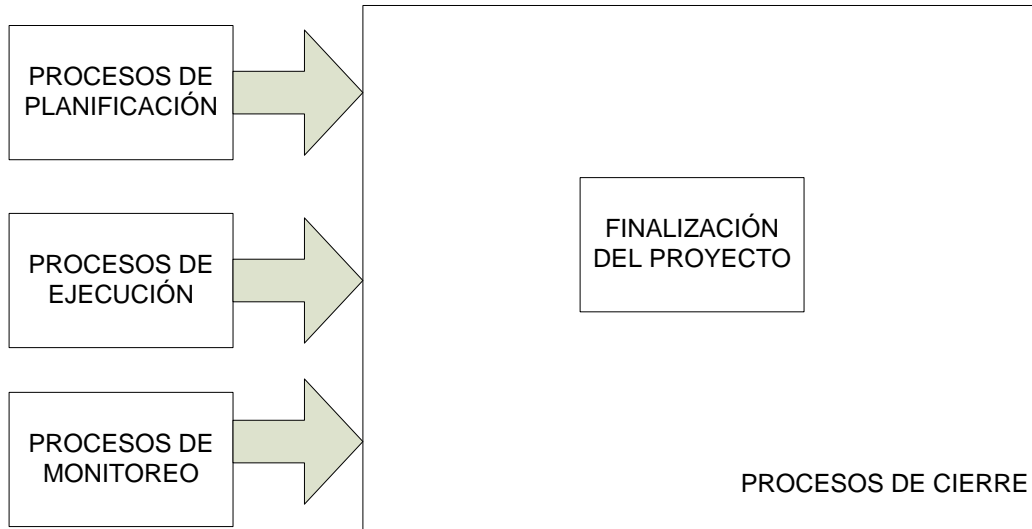 PROCESOS DE
PLANIFICACIÓN
PROCESOS DE
EJECUCIÓN
PROCESOS DE
MONITOREO
FINALIZACIÓN
DEL PROYECTO
PROCESOS DE CIERRE